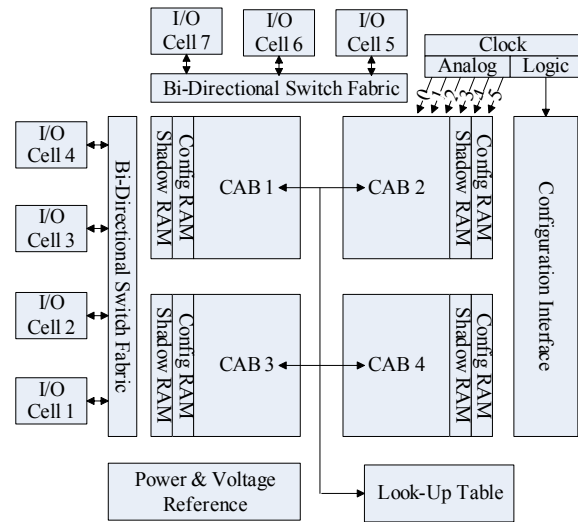 I/O
Cell 7
I/O
Cell 6
I/O
Cell 5
Clock
Analog
Logic
Bi-Directional Switch Fabric
0
1
2
3
4
5
I/O
Cell 4
I/O
Cell 3
I/O
Cell 2
I/O
Cell 1
Bi-Directional Switch Fabric
Shadow RAM
Config RAM
CAB 1
CAB 2
Shadow RAM
Config RAM
Shadow RAM
Config RAM
CAB 3
CAB 4
Shadow RAM
Config RAM
Configuration Interface
Power & Voltage
Reference
Look-Up Table